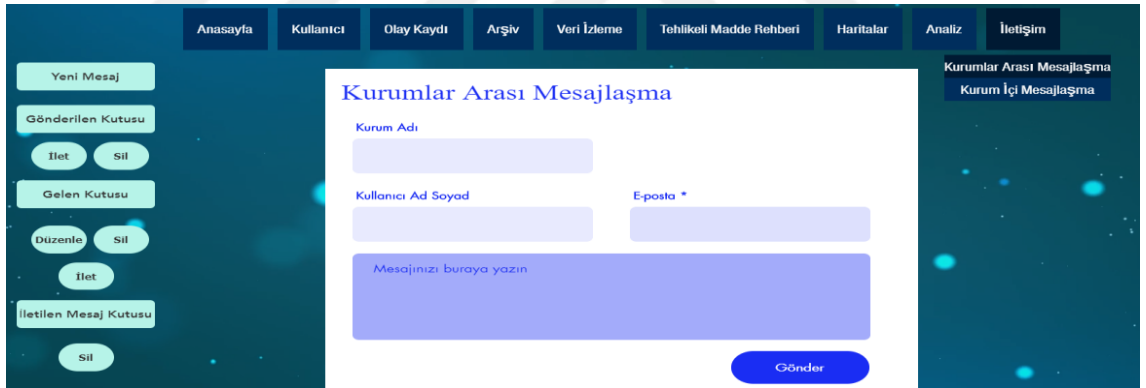 Anasayfa Kullanıcı Olay Kaydı Arşiv Veri İzleme Tehlikeli Madde Rehberi Haritalar Analiz İletişim
Kurumlar Arası Mesajlaşma
Kurum İçi Mesajlaşma
Yeni Mesaj
Gönderilen Kutusu
İlet Sil
Gelen Kutusu
Düzenle Sil
İlet
İletilen Mesaj Kutusu
Sil
Kurumlar Arası Mesajlaşma
Kurum Adı
Kullanıcı Ad Soyad E-posta *
Mesajınızı buraya yazın
Gönder